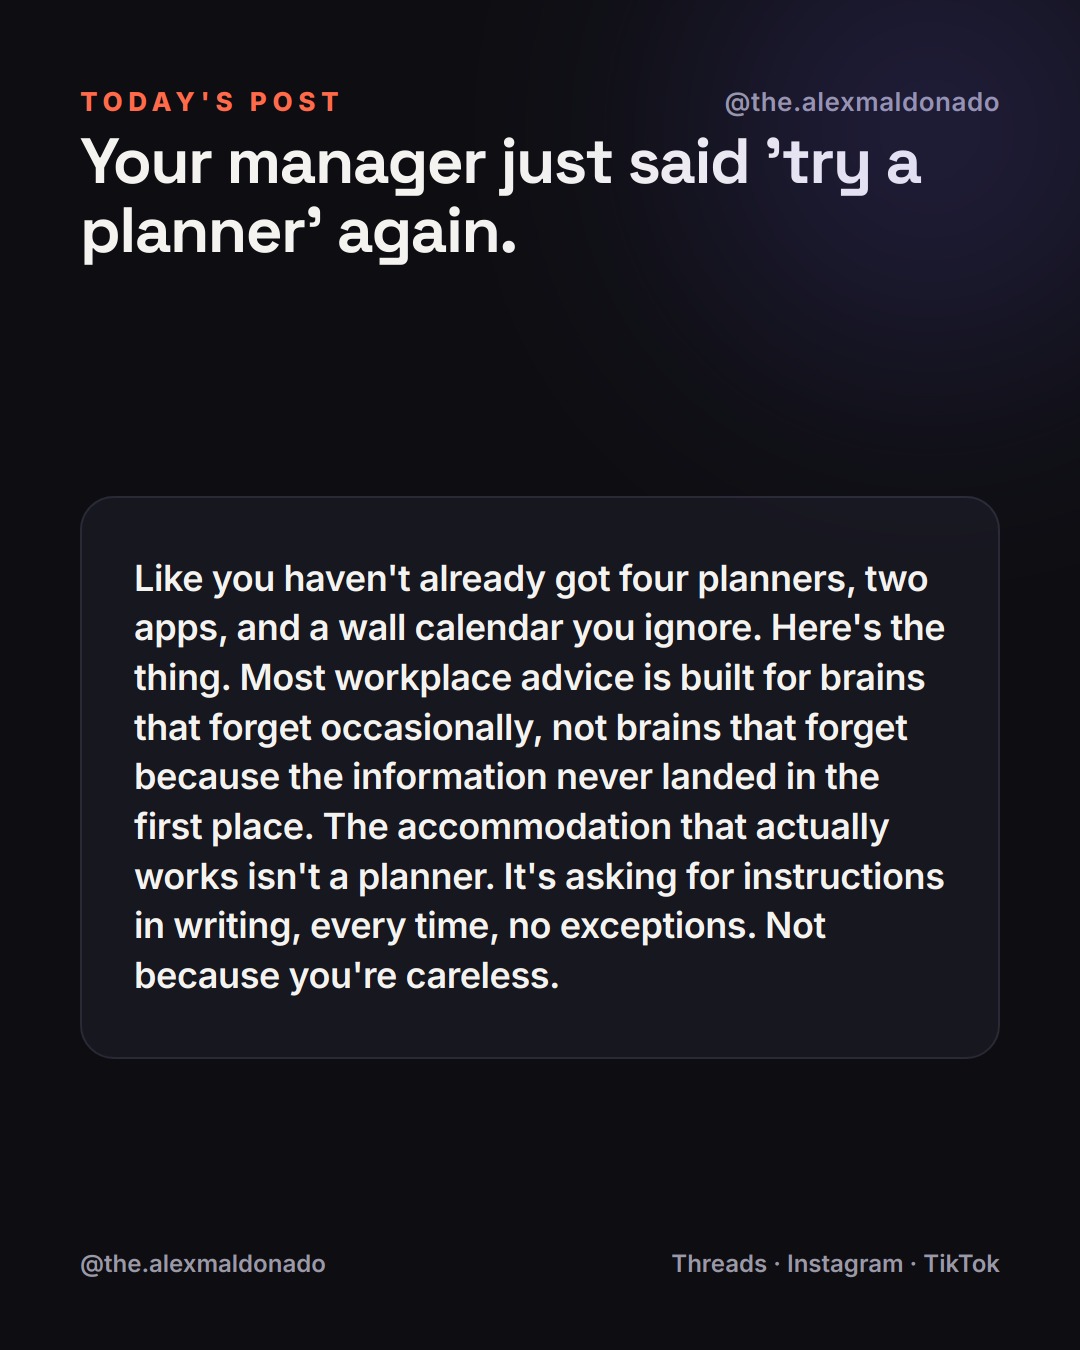 TODAY'S POST
@the.alexmaldonado
Your manager just said ’try a
planner’ again.
Like you haven't already got four planners, two
apps, and a wall calendar you ignore. Here's the
thing. Most workplace advice is built for brains
that forget occasionally, not brains that forget
because the information never landed in the
first place. The accommodation that actually
works isn't a planner. It's asking for instructions
in writing, every time, no exceptions. Not
because you're careless.
@the.alexmaldonado
Threads · Instagram · TikTok